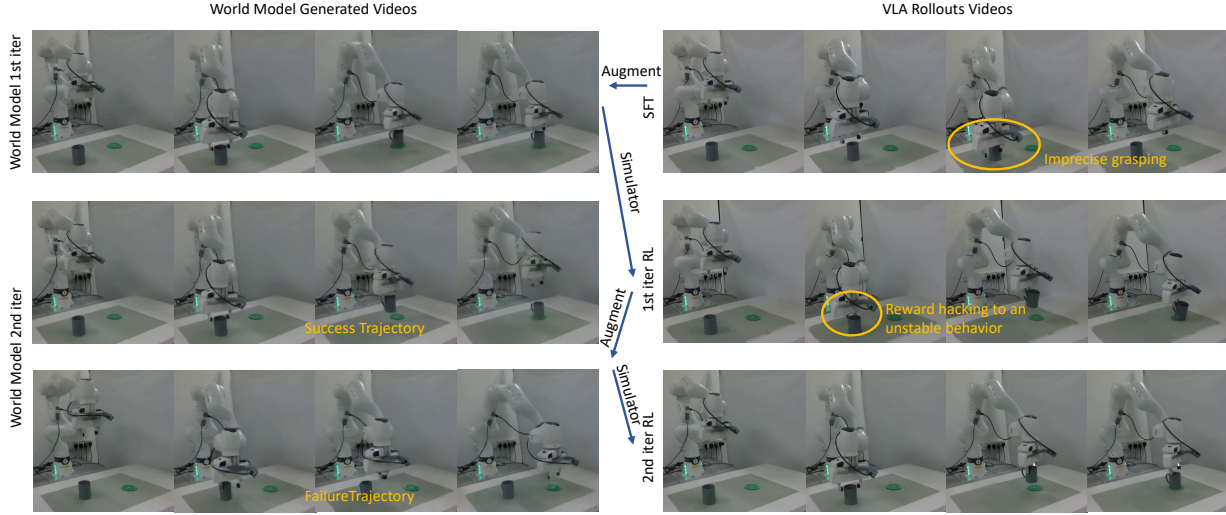 World Model Generated Videos
VLA Rollouts Videos
World Model 1st iter
Augment
SFT
Imprecise grasping
Simulator
World Model 2nd iter
Success Trajectory
1st iter RL
Reward hacking to an
unstable behavior
Augment
Simulator
FailureTrajectory
2nd iter RL